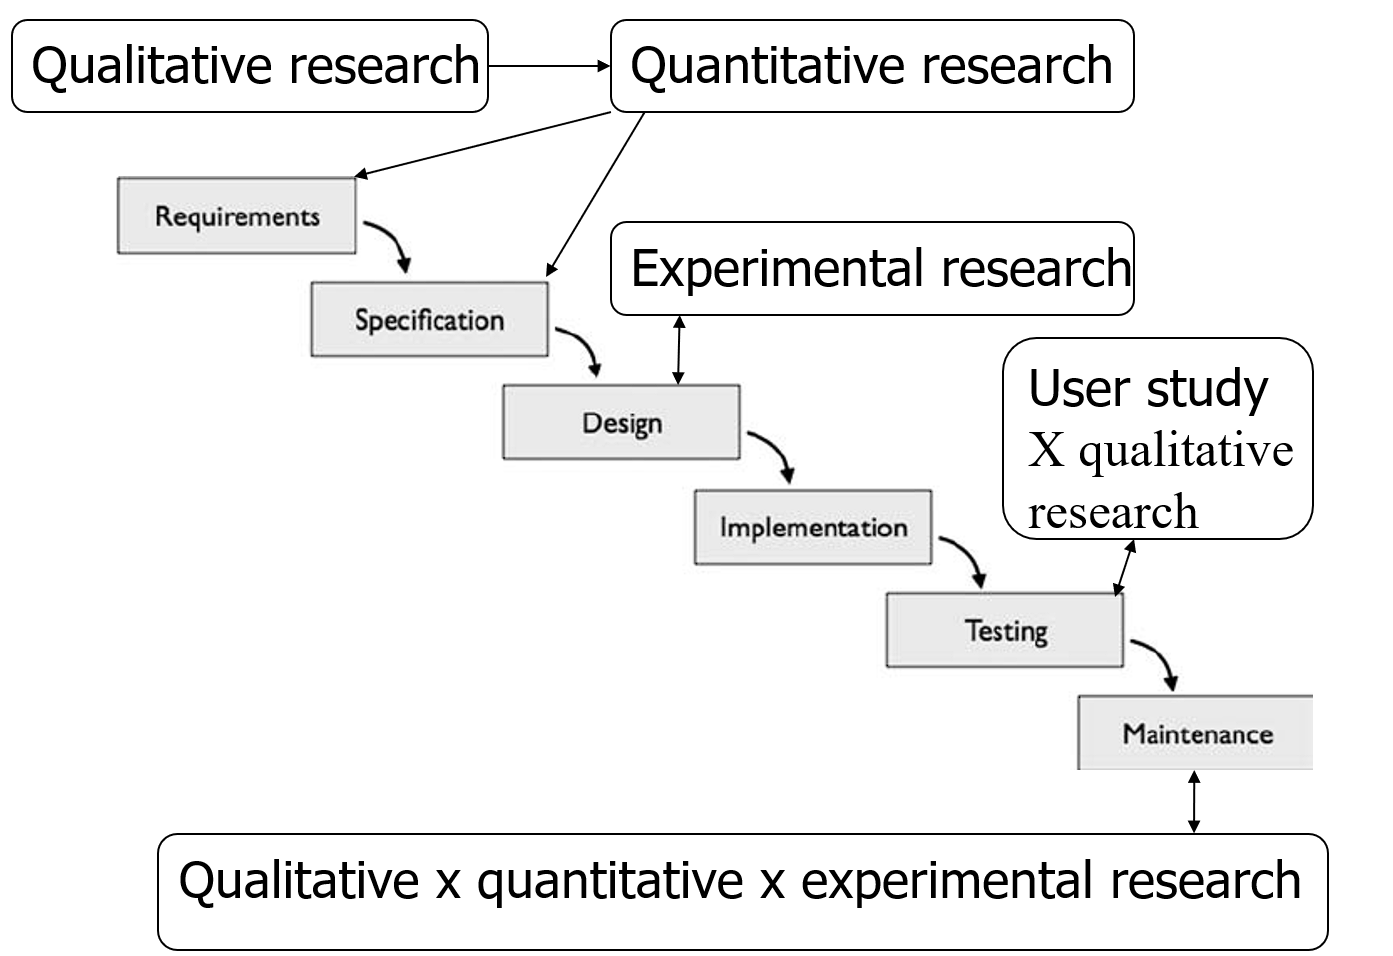 Qualitative research
Quantitative research
Requirements
Experimental research
Specification
User study
X qualitative
research
Design
Implementation
Testing
Maintenance
Qualitative x quantitative x experimental research